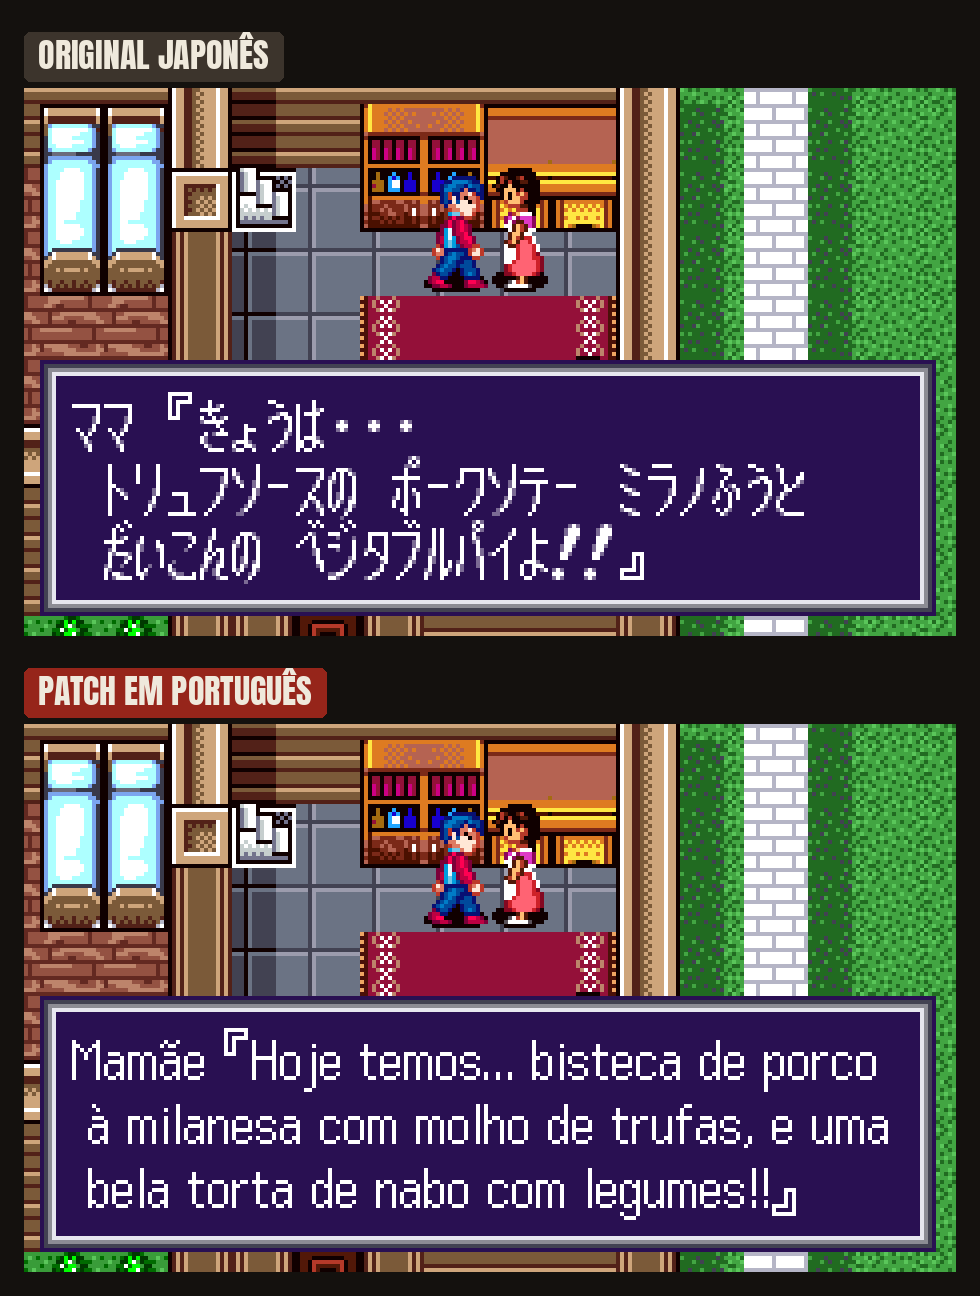 ORIGINAL JAPONÊS
ママ『きょうは・・・
トリュフソースの ポークソテー ミラノふうと
だいこんの ベジタブルパイよ!!』
PATCH EM PORTUGUÊS
Mamãe『Hoje temos... bisteca de porco
à milanesa com molho de trufas, e uma
bela torta de nabo com legumes!!』